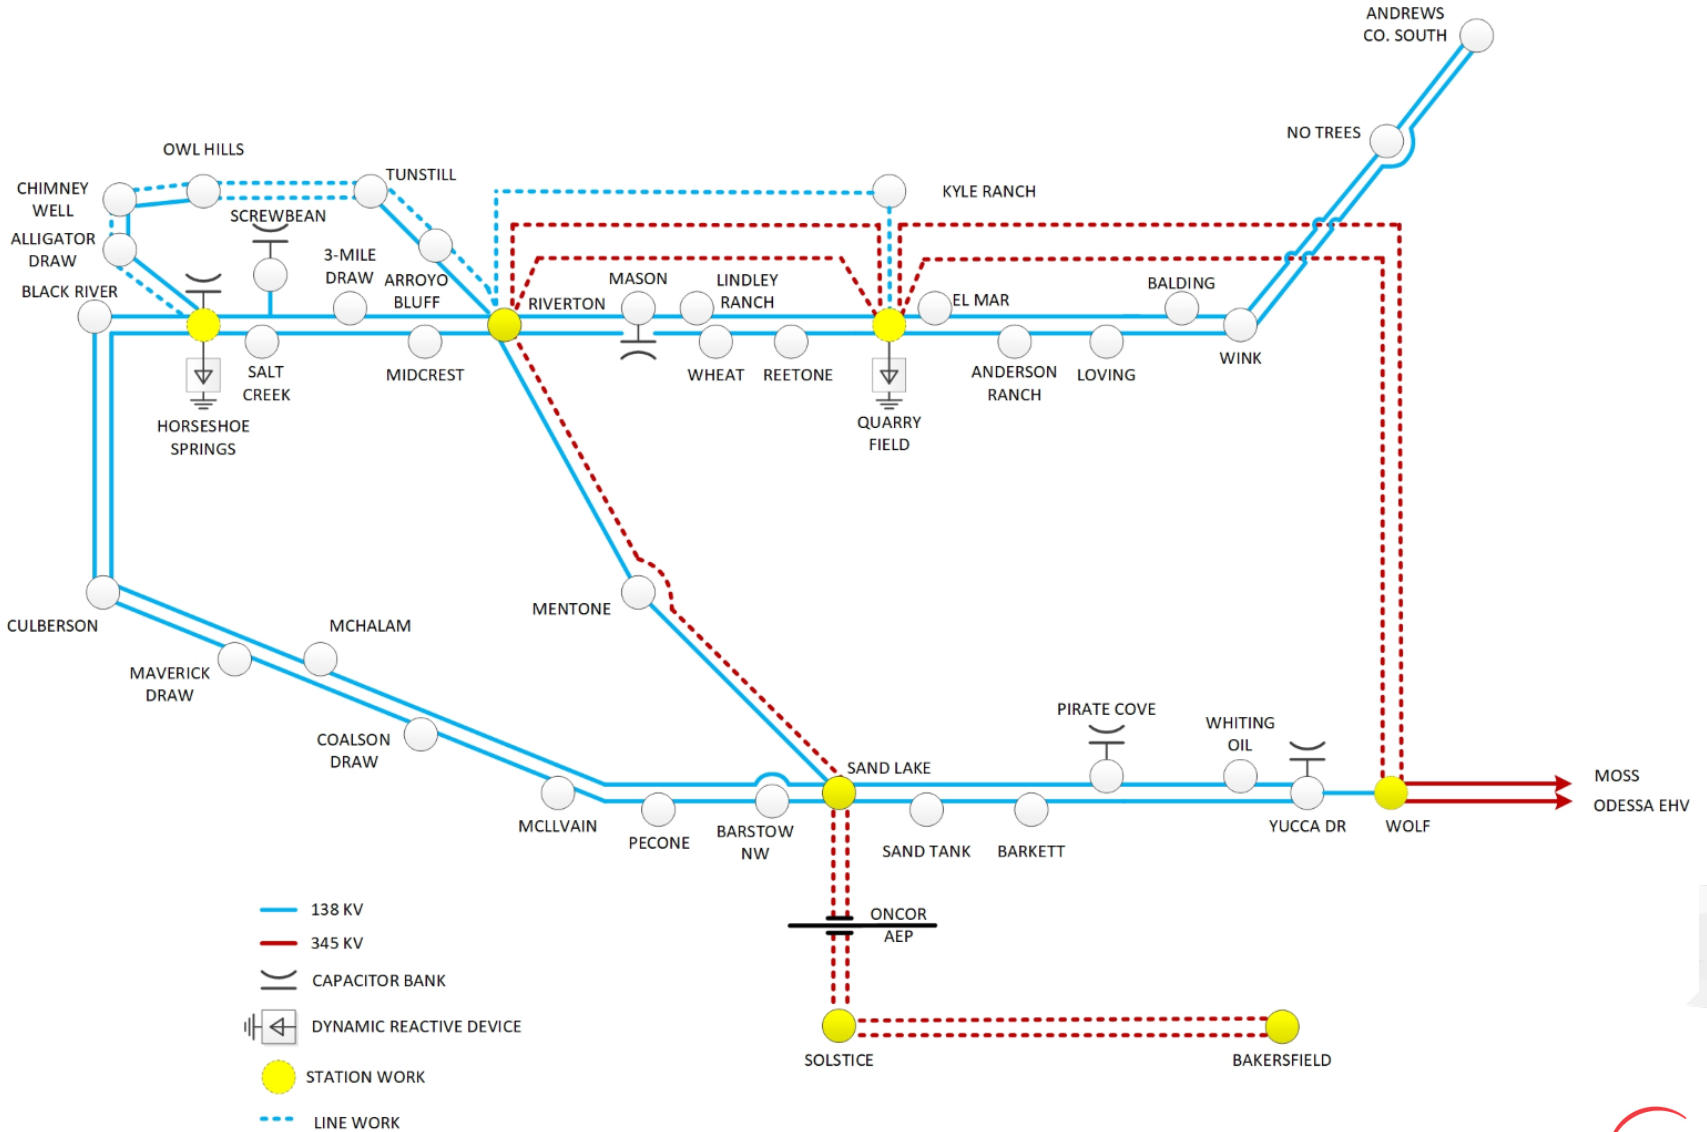 ANDREWS
CO. SOUTH
NO TREES
OWL HILLS
TUNSTILL
CHIMNEY
WELL
KYLE RANCH
SCREWBEAN
ALLIGATOR
DRAW
3-MILE
DRAW
ARROYO
BLUFF
BLACK RIVER
RIVERTON
MASON
LINDLEY
RANCH
EL MAR
BALDING
SALT
CREEK
MIDCREST
WHEAT
REETONE
ANDERSON
RANCH
LOVING
WINK
HORSESHOE
SPRINGS
QUARRY
FIELD
MENTONE
CULBERSON
MCHALAM
MAVERICK
DRAW
COALSON
DRAW
PIRATE COVE
WHITING
OIL
SAND LAKE
MOSS
ODESSA EHV
MCLLVAIN
PECONE
BARSTOW
NW
SAND TANK
BARKETT
YUCCA DR
WOLF
ONCOR
AEP
138 KV
345 KV
CAPACITOR BANK
DYNAMIC REACTIVE DEVICE
STATION WORK
LINE WORK
SOLSTICE
BAKERSFIELD